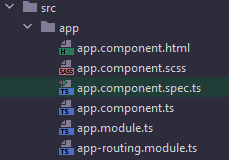 src
app
app.component.html
app.component.scss
app.component.spec.ts
app.component.ts
app.module.ts
app-routing.module.ts